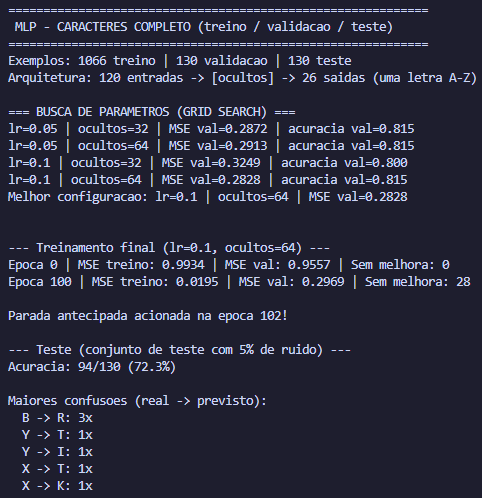 ============================================================
MLP - CARACTERES COMPLETO (treino / validacao / teste)
============================================================
Exemplos: 1066 treino | 130 validacao | 130 teste
Arquitetura: 120 entradas -> [ocultos] -> 26 saidas (uma letra A-Z)

=== BUSCA DE PARAMETROS (GRID SEARCH) ===
lr=0.05 | ocultos=32 | MSE val=0.2872 | acuracia val=0.815
lr=0.05 | ocultos=64 | MSE val=0.2913 | acuracia val=0.815
lr=0.1 | ocultos=32 | MSE val=0.3249 | acuracia val=0.800
lr=0.1 | ocultos=64 | MSE val=0.2828 | acuracia val=0.815
Melhor configuracao: lr=0.1 | ocultos=64 | MSE val=0.2828

--- Treinamento final (lr=0.1, ocultos=64) ---
Epoca 0 | MSE treino: 0.9934 | MSE val: 0.9557 | Sem melhora: 0
Epoca 100 | MSE treino: 0.0195 | MSE val: 0.2969 | Sem melhora: 28

Parada antecipada acionada na epoca 102!

--- Teste (conjunto de teste com 5% de ruido) ---
Acuracia: 94/130 (72.3%)

Maiores confusoes (real -> previsto):
B -> R: 3x
Y -> T: 1x
Y -> I: 1x
X -> T: 1x
X -> K: 1x